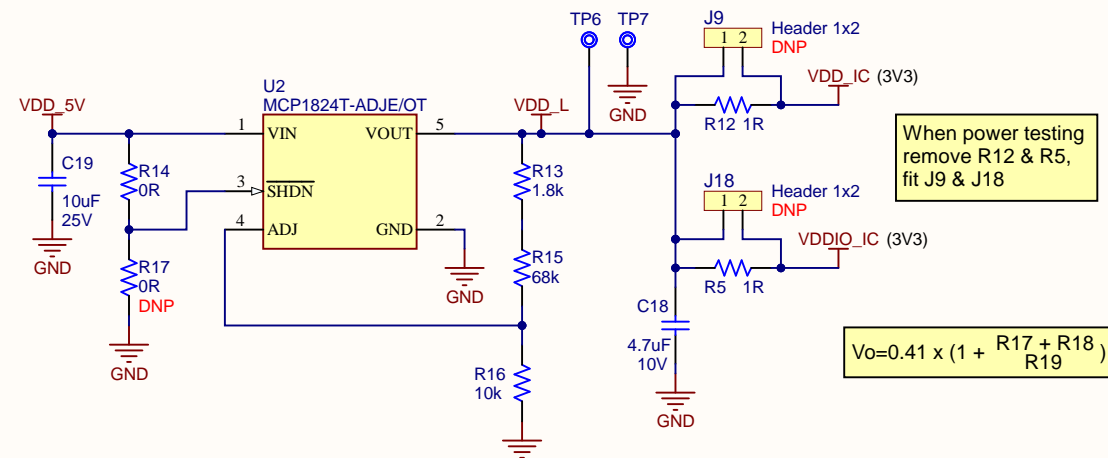 TP6
TP7
J9
Header 1x2
1 2
DNP
U2
MCP1824T-ADJE/OT
VDD_5V
VDD_L
VDD_IC (3V3)
1
VIN
VOUT
5
R12 1R
GND
C19
10uF
25V
R14
0R
3
SHDN
4
ADJ
GND
2
R13
1.8k
When power testing
remove R12 & R5,
fit J9 & J18
J18
Header 1x2
1 2
DNP
VDDIO_IC (3V3)
GND
R17
0R
DNP
GND
R15
68k
R5 1R
C18
4.7uF
10V
Vo=0.41 x (1 + R17 + R18 )
R19
GND
R16
10k
GND